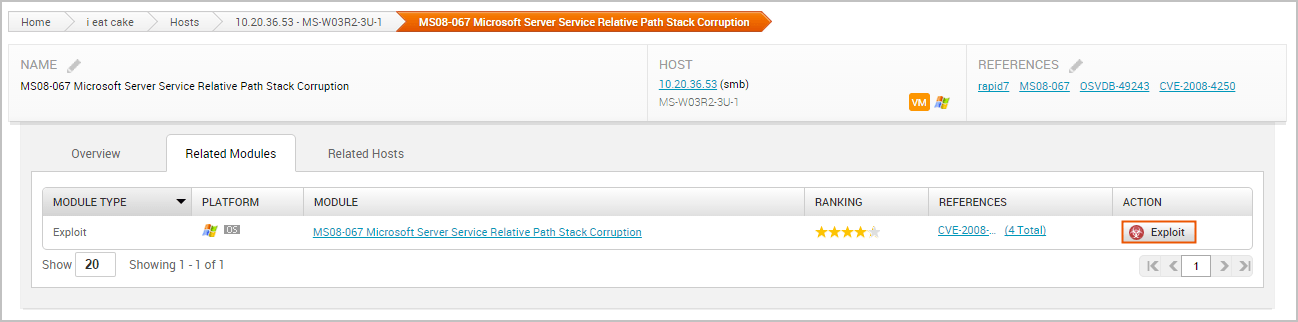 Home i eat cake Hosts 10.20.36.53 - MS-W03R2-3U-1 MS08-067 Microsoft Server Service Relative Path Stack Corruption
NAME HOST REFERENCES
MS08-067 Microsoft Server Service Relative Path Stack Corruption 10.20.36.53 (smb) rapid7 MS08-067 OSVDB-49243 CVE-2008-4250
MS-W03R2-3U-1 VM
Overview Related Modules Related Hosts
MODULE TYPE PLATFORM MODULE RANKING REFERENCES ACTION
Exploit OS MS08-067 Microsoft Server Service Relative Path Stack Corruption CVE-2008-... (4 Total) Exploit
Show 20 Showing 1 - 1 of 1 1